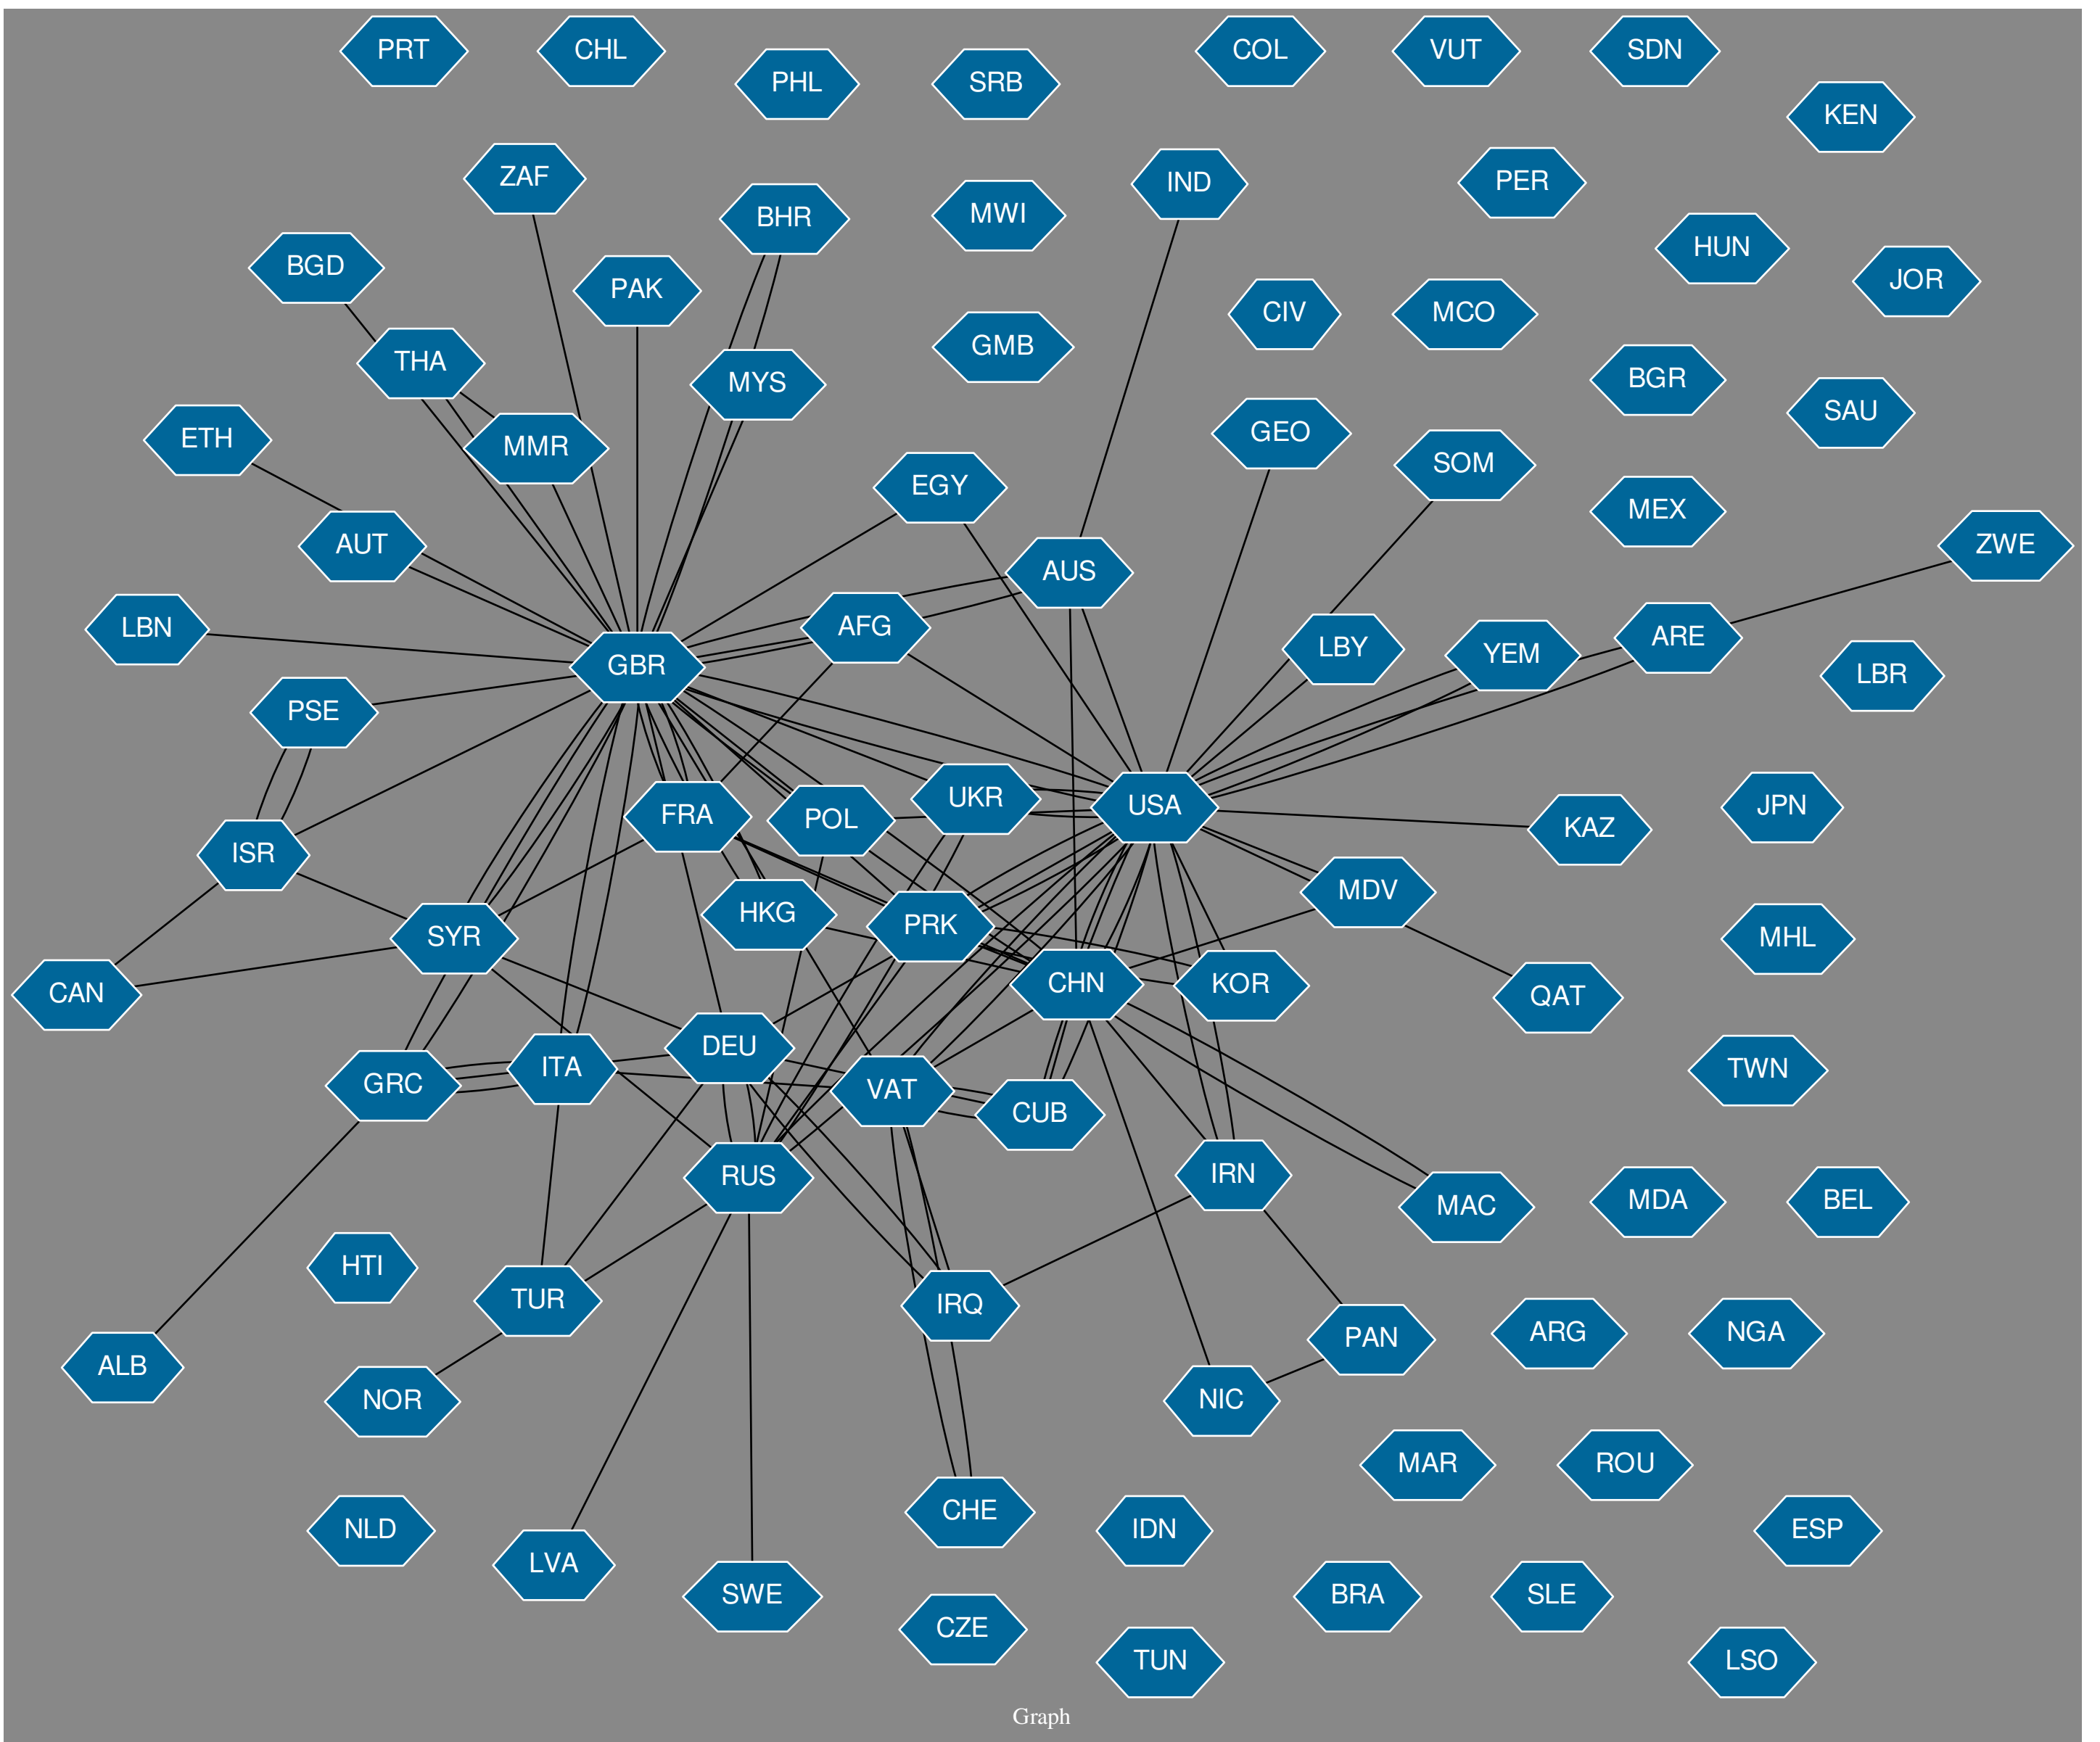 PRT
CHL
COL
VUT
SDN
PHL
SRB
KEN
ZAF
IND
PER
BHR
MWI
HUN
BGD
PAK
JOR
CIV
MCO
GMB
THA
MYS
BGR
SAU
ETH
MMR
GEO
SOM
EGY
MEX
AUT
ZWE
AUS
LBN
AFG
ARE
LBY
YEM
GBR
LBR
PSE
UKR
USA
JPN
FRA
POL
KAZ
ISR
MDV
HKG
PRK
SYR
MHL
CAN
CHN
KOR
QAT
DEU
ITA
TWN
GRC
VAT
CUB
RUS
IRN
MAC
MDA
BEL
HTI
TUR
IRQ
ARG
NGA
PAN
ALB
NOR
NIC
MAR
ROU
CHE
NLD
IDN
ESP
LVA
SWE
BRA
SLE
CZE
TUN
LSO
Graph